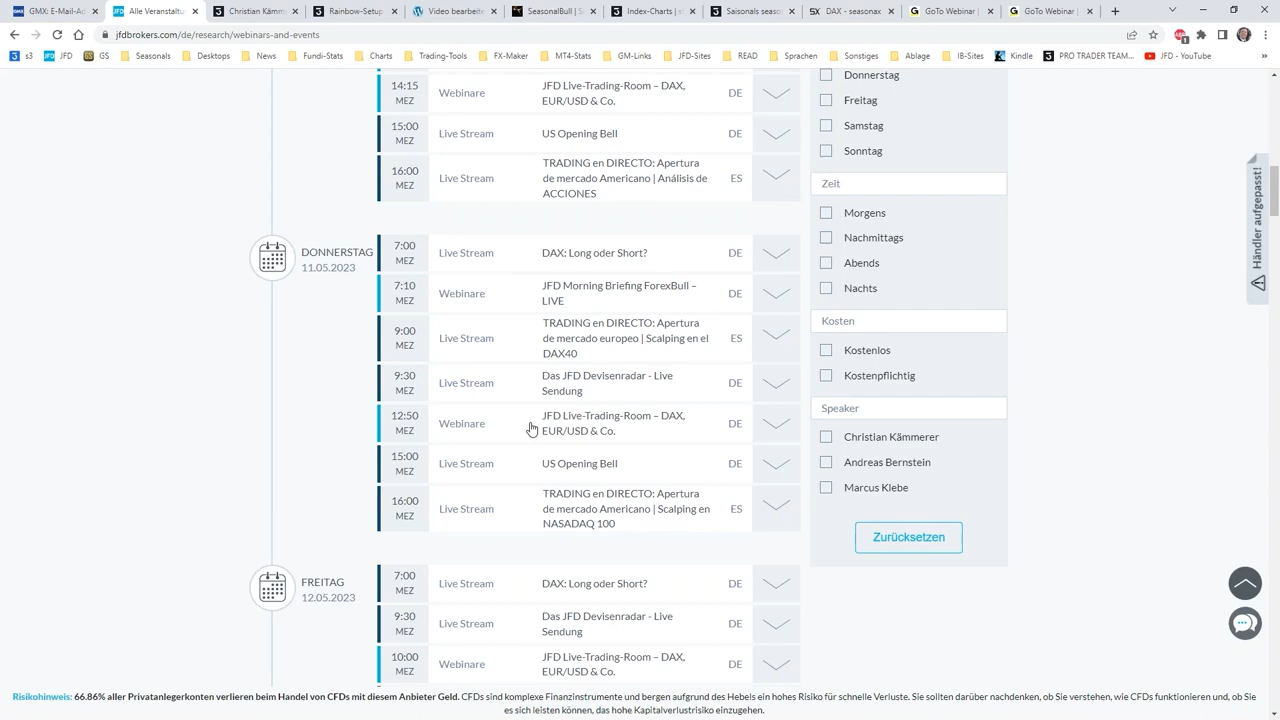 GMX: E-Mail-Ad
Alle Veranstaltu
Christian Kämm
Rainbow-Setup
Video bearbeite
SeasonalBull | S
Index-Charts | st
Saisonals seaso
DAX - seasonax
GoTo Webinar |
GoTo Webinar |
jfdbrokers.com/de/research/webinars-and-events
s3
JFD
GS
Seasonals
Desktops
News
Fundi-Stats
Charts
Trading-Tools
FX-Maker
MT4-Stats
GM-Links
JFD-Sites
READ
Sprachen
Sonstiges
Ablage
IB-Sites
Kindle
PRO TRADER TEAM...
JFD - YouTube
14:15
MEZ
Webinare
JFD Live-Trading-Room – DAX,
EUR/USD & Co.
DE
15:00
MEZ
Live Stream
US Opening Bell
DE
16:00
MEZ
Live Stream
TRADING en DIRECTO: Apertura
de mercado Americano | Análisis de
ACCIONES
ES
DONNERSTAG
11.05.2023
7:00
MEZ
Live Stream
DAX: Long oder Short?
DE
7:10
MEZ
Webinare
JFD Morning Briefing ForexBull –
LIVE
DE
9:00
MEZ
Live Stream
TRADING en DIRECTO: Apertura
de mercado europeo | Scalping en el
DAX40
ES
9:30
MEZ
Live Stream
Das JFD Devisenradar - Live
Sendung
DE
12:50
MEZ
Webinare
JFD Live-Trading-Room – DAX,
EUR/USD & Co.
DE
15:00
MEZ
Live Stream
US Opening Bell
DE
16:00
MEZ
Live Stream
TRADING en DIRECTO: Apertura
de mercado Americano | Scalping en
NASADAQ 100
ES
FREITAG
12.05.2023
7:00
MEZ
Live Stream
DAX: Long oder Short?
DE
9:30
MEZ
Live Stream
Das JFD Devisenradar - Live
Sendung
DE
10:00
MEZ
Webinare
JFD Live-Trading-Room – DAX,
EUR/USD & Co.
DE
Donnerstag
Freitag
Samstag
Sonntag
Zeit
Morgens
Nachmittags
Abends
Nachts
Kosten
Kostenlos
Kostenpflichtig
Speaker
Christian Kämmerer
Andreas Bernstein
Marcus Klebe
Zurücksetzen
Händler aufgepasst!
Risikohinweis: 66.86% aller Privatanlegerkonten verlieren beim Handel von CFDs mit diesem Anbieter Geld. CFDs sind komplexe Finanzinstrumente und bergen aufgrund des Hebels ein hohes Risiko für schnelle Verluste. Sie sollten darüber nachdenken, ob Sie verstehen, wie CFDs funktionieren und, ob Sie
es sich leisten können, das hohe Kapitalverlustrisiko einzugehen.